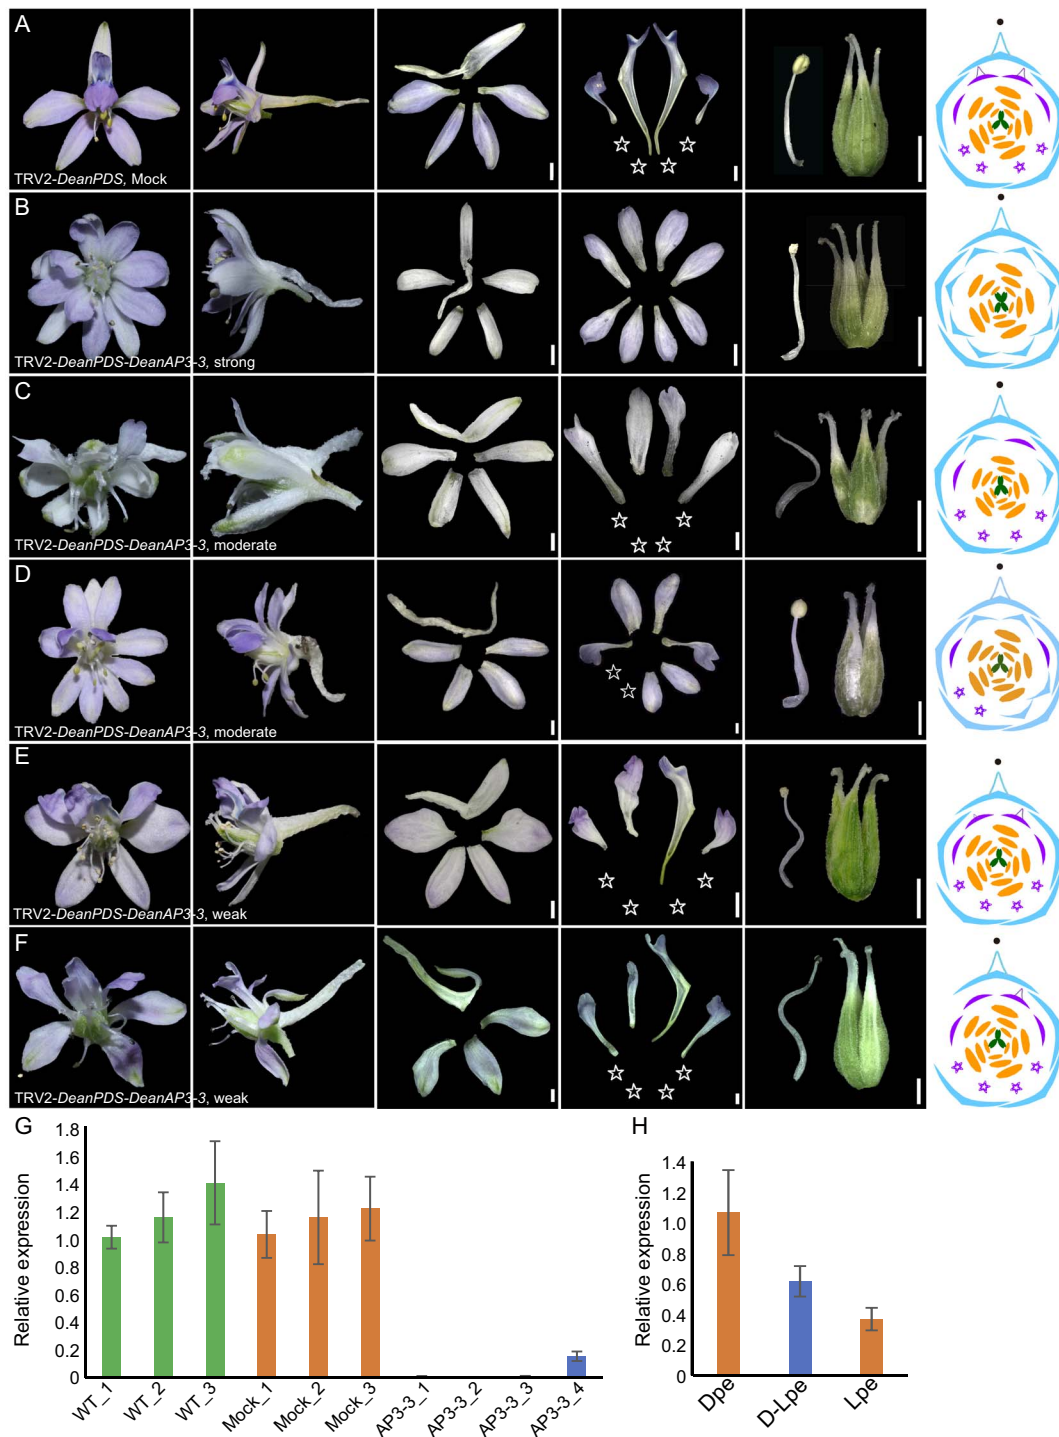 A
TRV2-DeanPDS, Mock
B
TRV2-DeanPDS-DeanAP3-3, strong
C
TRV2-DeanPDS-DeanAP3-3, moderate
D
TRV2-DeanPDS-DeanAP3-3, moderate
E
TRV2-DeanPDS-DeanAP3-3, weak
F
TRV2-DeanPDS-DeanAP3-3, weak
G
Relative expression
1.8
1.6
1.4
1.2
1.0
0.8
0.6
0.4
0.2
0
WT_1 WT_2 WT_3 Mock_1 Mock_2 Mock_3 AP3-3_1 AP3-3_2 AP3-3_3 AP3-3_4
H
Relative expression
1.4
1.2
1.0
0.8
0.6
0.4
0.2
0
Dpe D-Lpe Lpe